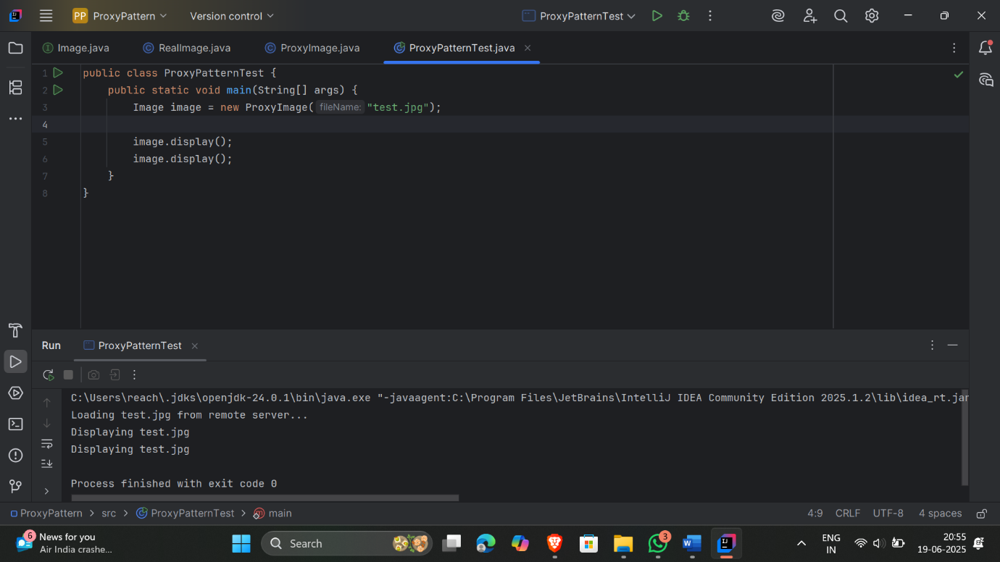 PP ProxyPattern Version control ProxyPatternTest
Image.java RealImage.java ProxyImage.java ProxyPatternTest.java
1 public class ProxyPatternTest {
2 public static void main(String[] args) {
3 Image image = new ProxyImage( fileName: "test.jpg");
4
5 image.display();
6 image.display();
7 }
8 }
Run ProxyPatternTest
C:\Users\reach\.jdks\openjdk-24.0.1\bin\java.exe "-javaagent:C:\Program Files\JetBrains\IntelliJ IDEA Community Edition 2025.1.2\lib\idea_rt.jar
Loading test.jpg from remote server...
Displaying test.jpg
Displaying test.jpg
Process finished with exit code 0
ProxyPattern > src > ProxyPatternTest > main 4:9 CRLF UTF-8 4 spaces
6 News for you
Air India crashe...
Search
3
ENG
IN
20:55
19-06-2025